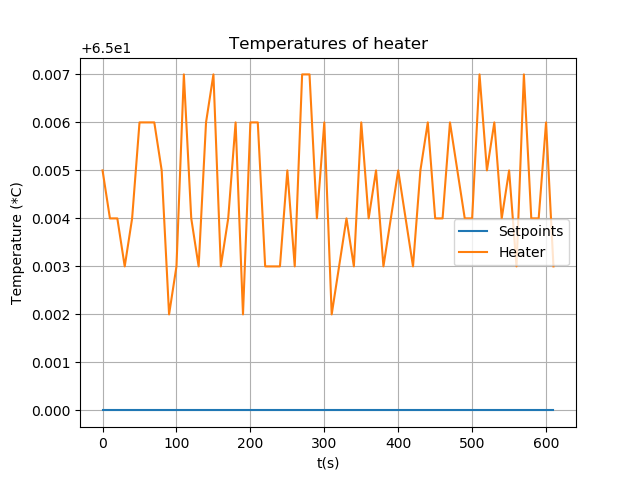 Temperatures of heater
+6.5e1
0.007
0.006
0.005
0.004
0.003
0.002
0.001
0.000
Temperature (*C)
Setpoints
Heater
0 100 200 300 400 500 600
t(s)